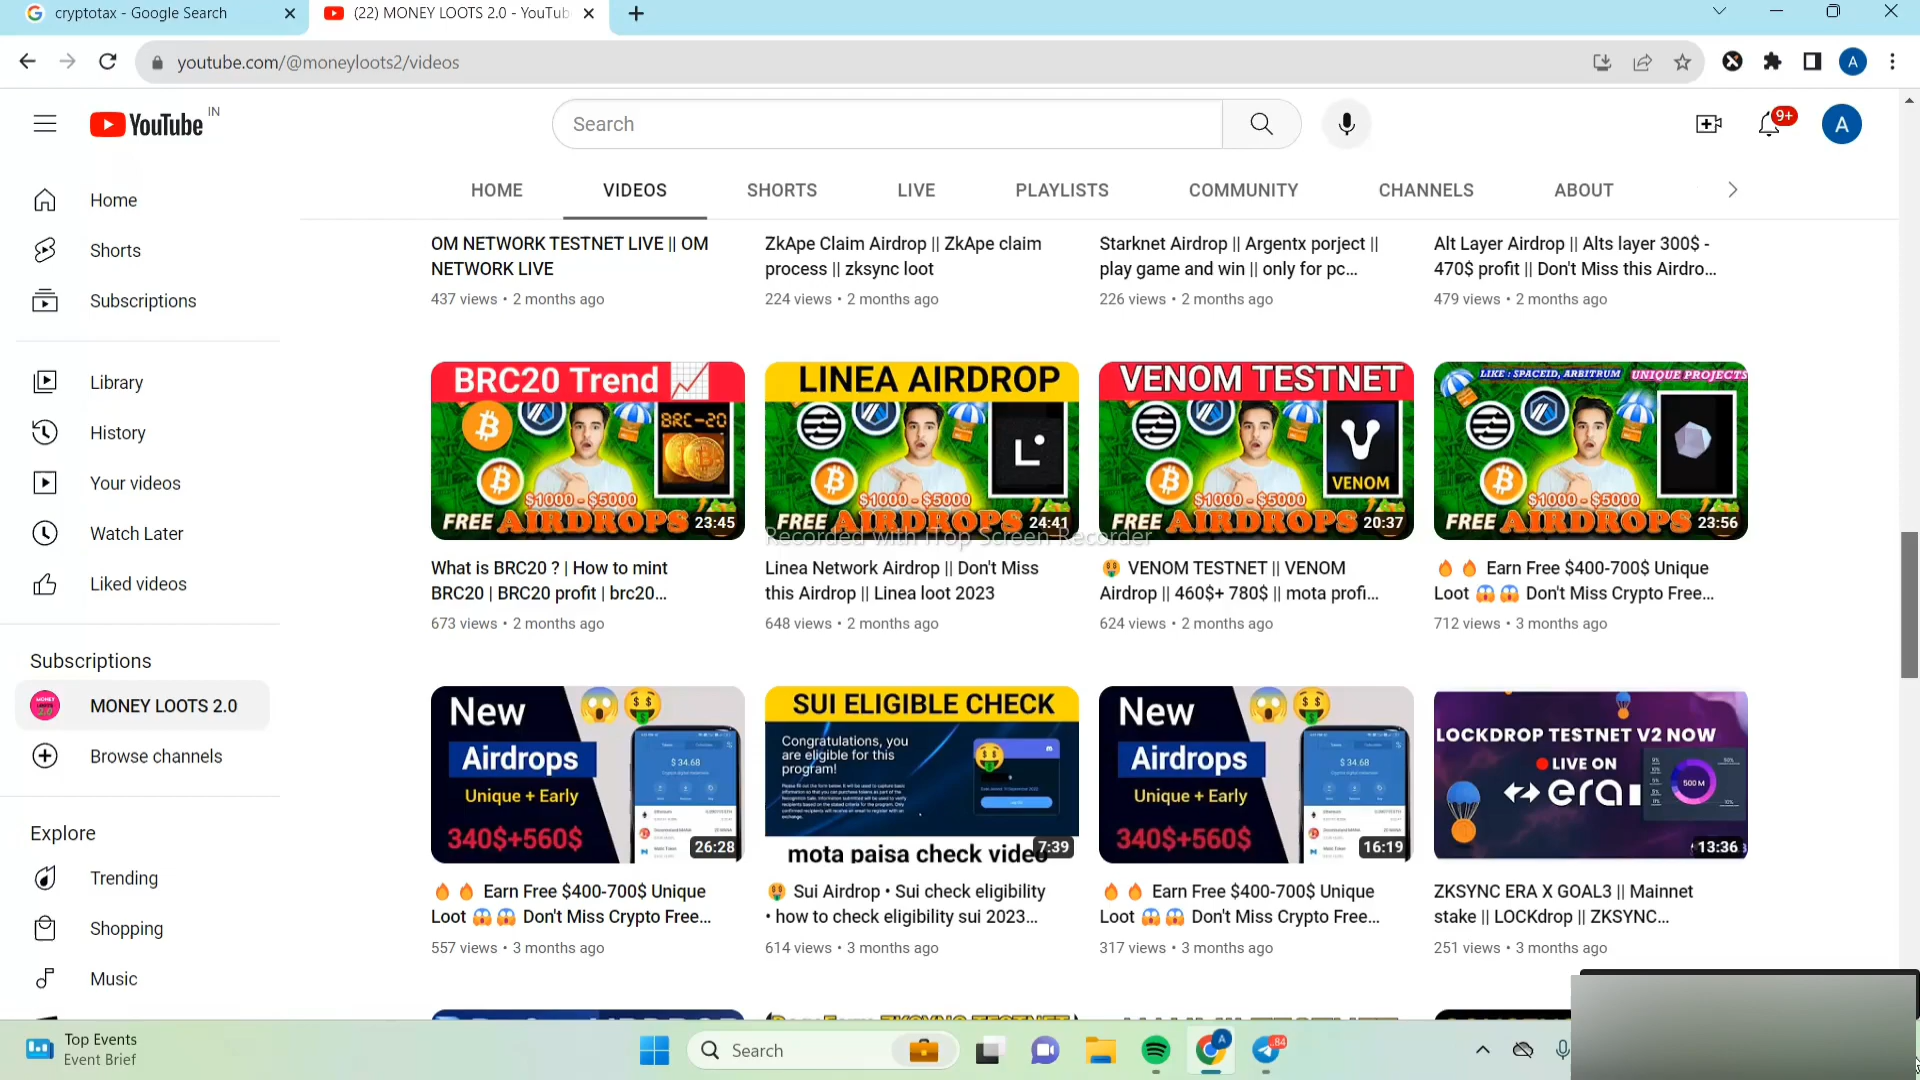 cryptotax - Google Search
(22) MONEY LOOTS 2.0 - YouTub
youtube.com/@moneyloots2/videos
A
YouTube IN
Search
9+
A
HOME VIDEOS SHORTS LIVE PLAYLISTS COMMUNITY CHANNELS ABOUT
Home
Shorts
Subscriptions
Library
History
Your videos
Watch Later
Liked videos
Subscriptions
MONEY LOOTS 2.0
Browse channels
Explore
Trending
Shopping
Music
OM NETWORK TESTNET LIVE || OM
NETWORK LIVE
437 views • 2 months ago
ZkApe Claim Airdrop || ZkApe claim
process || zksync loot
224 views • 2 months ago
Starknet Airdrop || Argentx porject ||
play game and win || only for pc...
226 views • 2 months ago
Alt Layer Airdrop || Alts layer 300$ -
470$ profit || Don't Miss this Airdro...
479 views • 2 months ago
BRC20 Trend
BRC-20
$1000 - $5000
FREE AIRDROPS
23:45
What is BRC20 ? | How to mint
BRC20 | BRC20 profit | brc20...
673 views • 2 months ago
LINEA AIRDROP
$1000 - $5000
FREE AIRDROPS
24:41
Linea Network Airdrop || Don't Miss
this Airdrop || Linea loot 2023
648 views • 2 months ago
VENOM TESTNET
VENOM
$1000 - $5000
FREE AIRDROPS
20:37
🤑 VENOM TESTNET || VENOM
Airdrop || 460$+ 780$ || mota profi...
624 views • 2 months ago
LIKE : SPACEID, ARBITRUM UNIQUE PROJECTS
$1000 - $5000
FREE AIRDROPS
23:56
🔥 🔥 Earn Free $400-700$ Unique
Loot 😱 😱 Don't Miss Crypto Free...
712 views • 3 months ago
Recorded with iTop Screen Recorder
New
Airdrops
Unique + Early
340$+560$
$ 34.68
26:28
🔥 🔥 Earn Free $400-700$ Unique
Loot 😱 😱 Don't Miss Crypto Free...
557 views • 3 months ago
SUI ELIGIBLE CHECK
Congratulations, you
are eligible for this
program!
mota paisa check video
7:39
🤑 Sui Airdrop • Sui check eligibility
• how to check eligibility sui 2023...
614 views • 3 months ago
New
Airdrops
Unique + Early
340$+560$
$ 34.68
16:19
🔥 🔥 Earn Free $400-700$ Unique
Loot 😱 😱 Don't Miss Crypto Free...
317 views • 3 months ago
LOCKDROP TESTNET V2 NOW
LIVE ON
era
500 M
13:36
ZKSYNC ERA X GOAL3 || Mainnet
stake || LOCKdrop || ZKSYNC...
251 views • 3 months ago
Top Events
Event Brief
Search
A
84